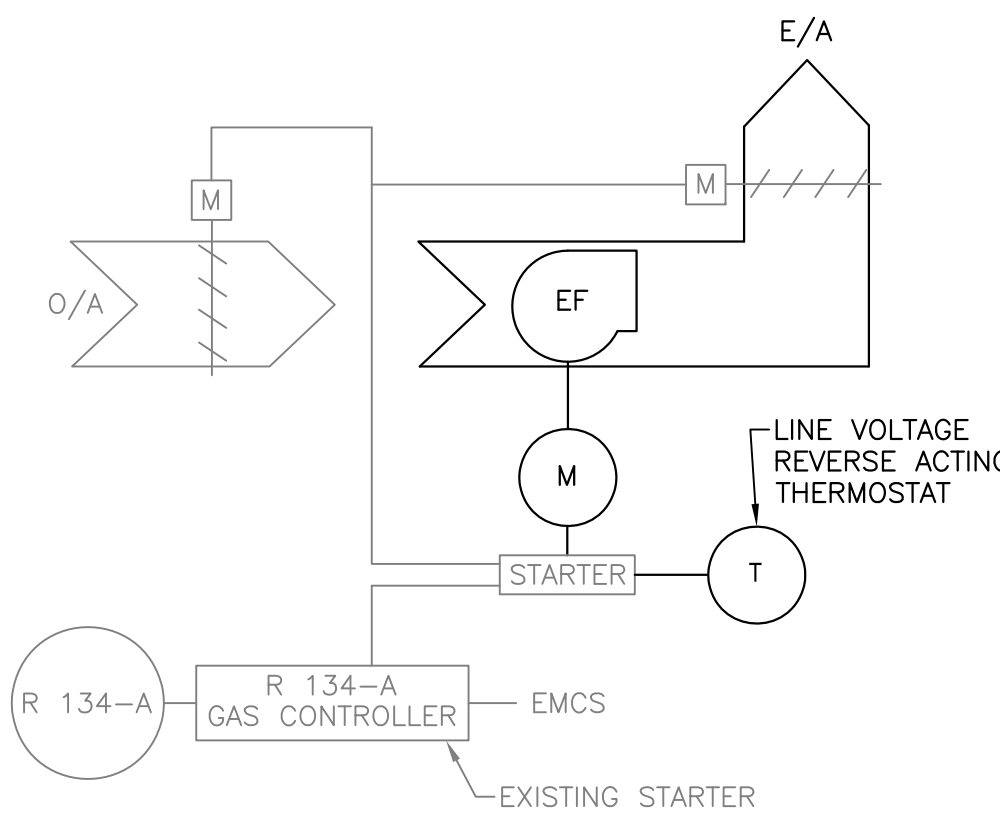 E/A
M
M
O/A
EF
LINE VOLTAGE
REVERSE ACTING
THERMOSTAT
M
STARTER
T
R 134-A
R 134-A
GAS CONTROLLER
EMCS
EXISTING STARTER